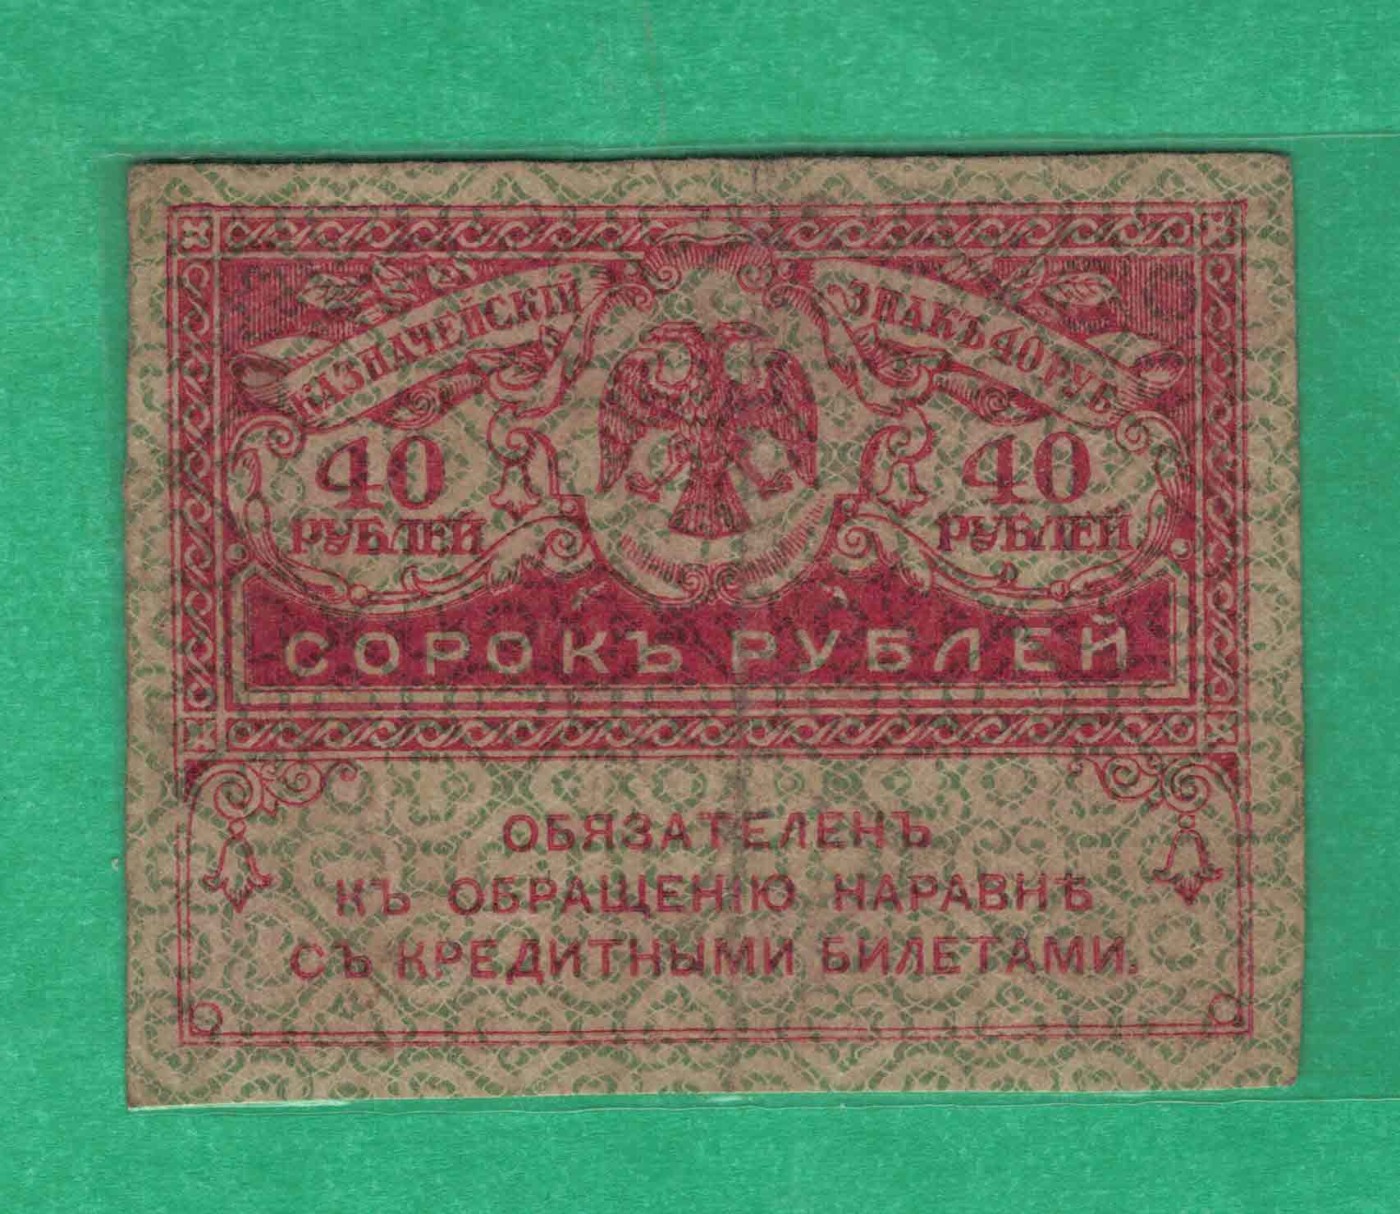 КАЗНАЧЕЙСКІЙ
ЗНАКЪ 40 РУБ
40
РУБЛЕЙ
40
РУБЛЕЙ
СОРОКЪ РУБЛЕЙ
ОБЯЗАТЕЛЕНЪ
КЪ ОБРАЩЕНІЮ НАРАВНѢ
СЪ КРЕДИТНЫМИ БИЛЕТАМИ.